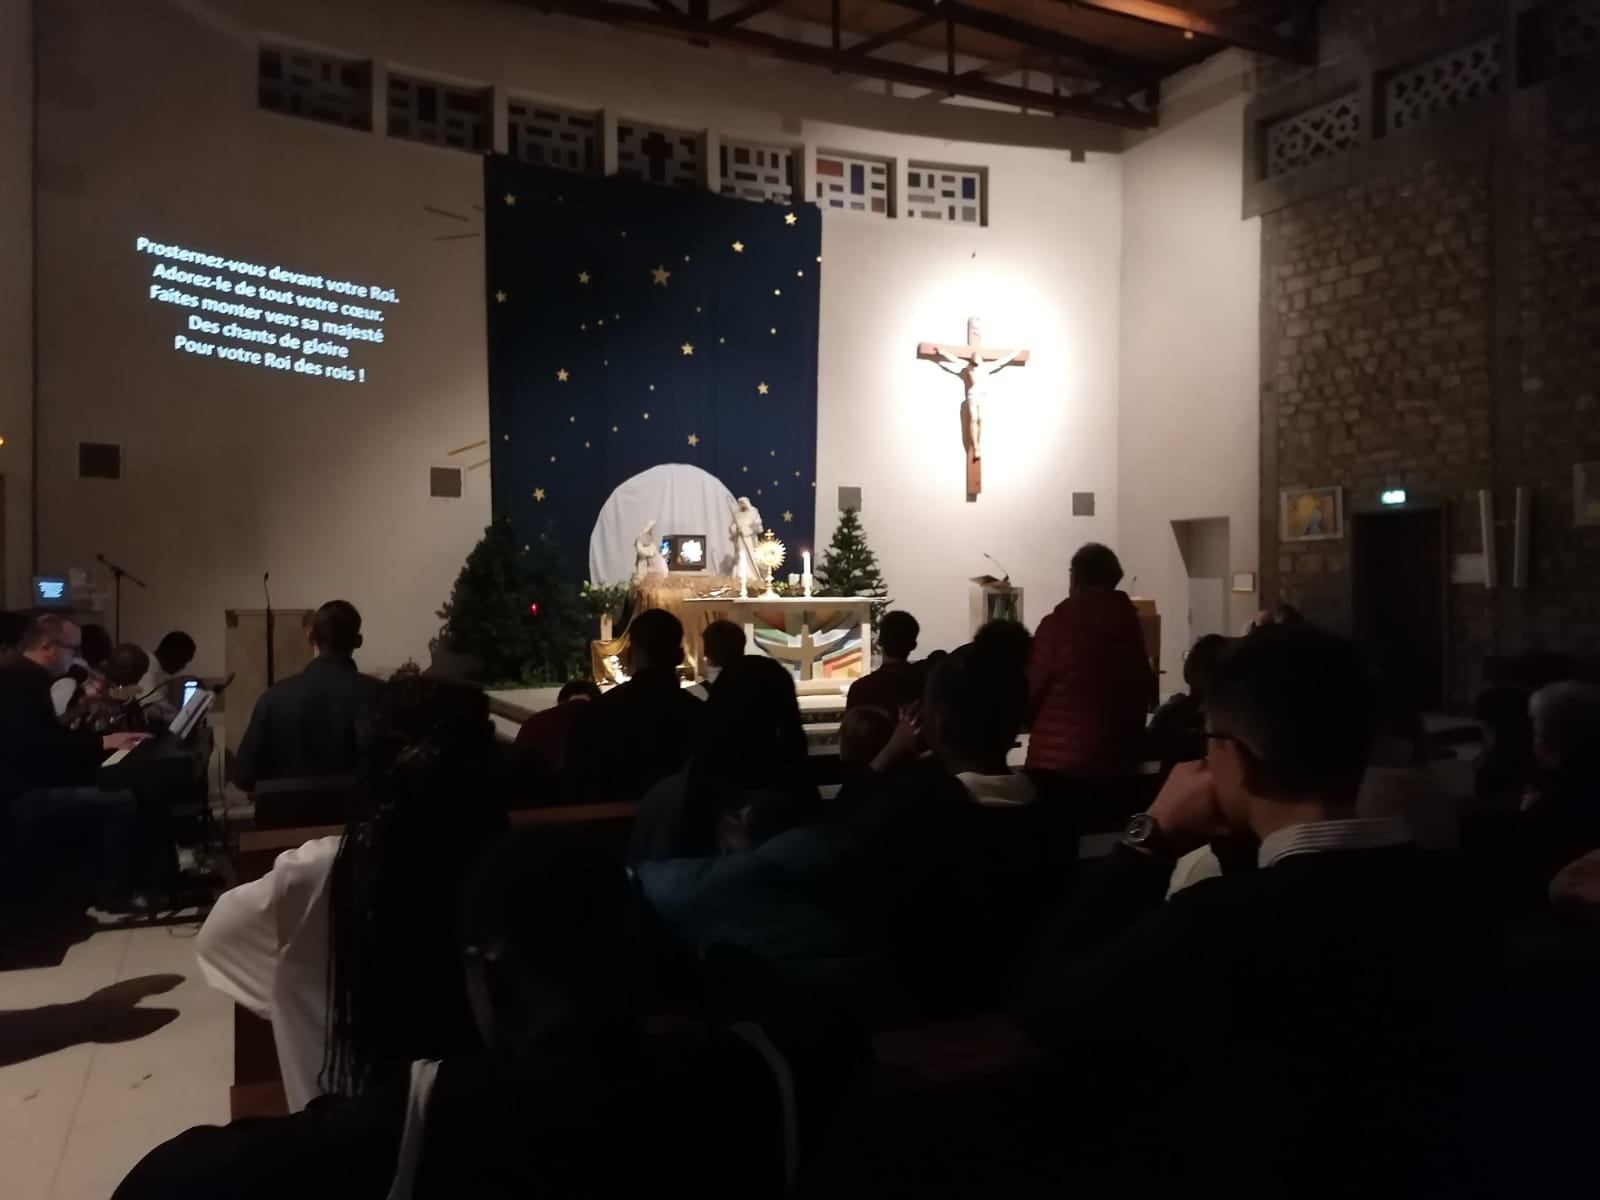 Prosternez-vous devant votre Roi.
Adorez-le de tout votre cœur.
Faites monter vers sa majesté
Des chants de gloire
Pour votre Roi des rois !